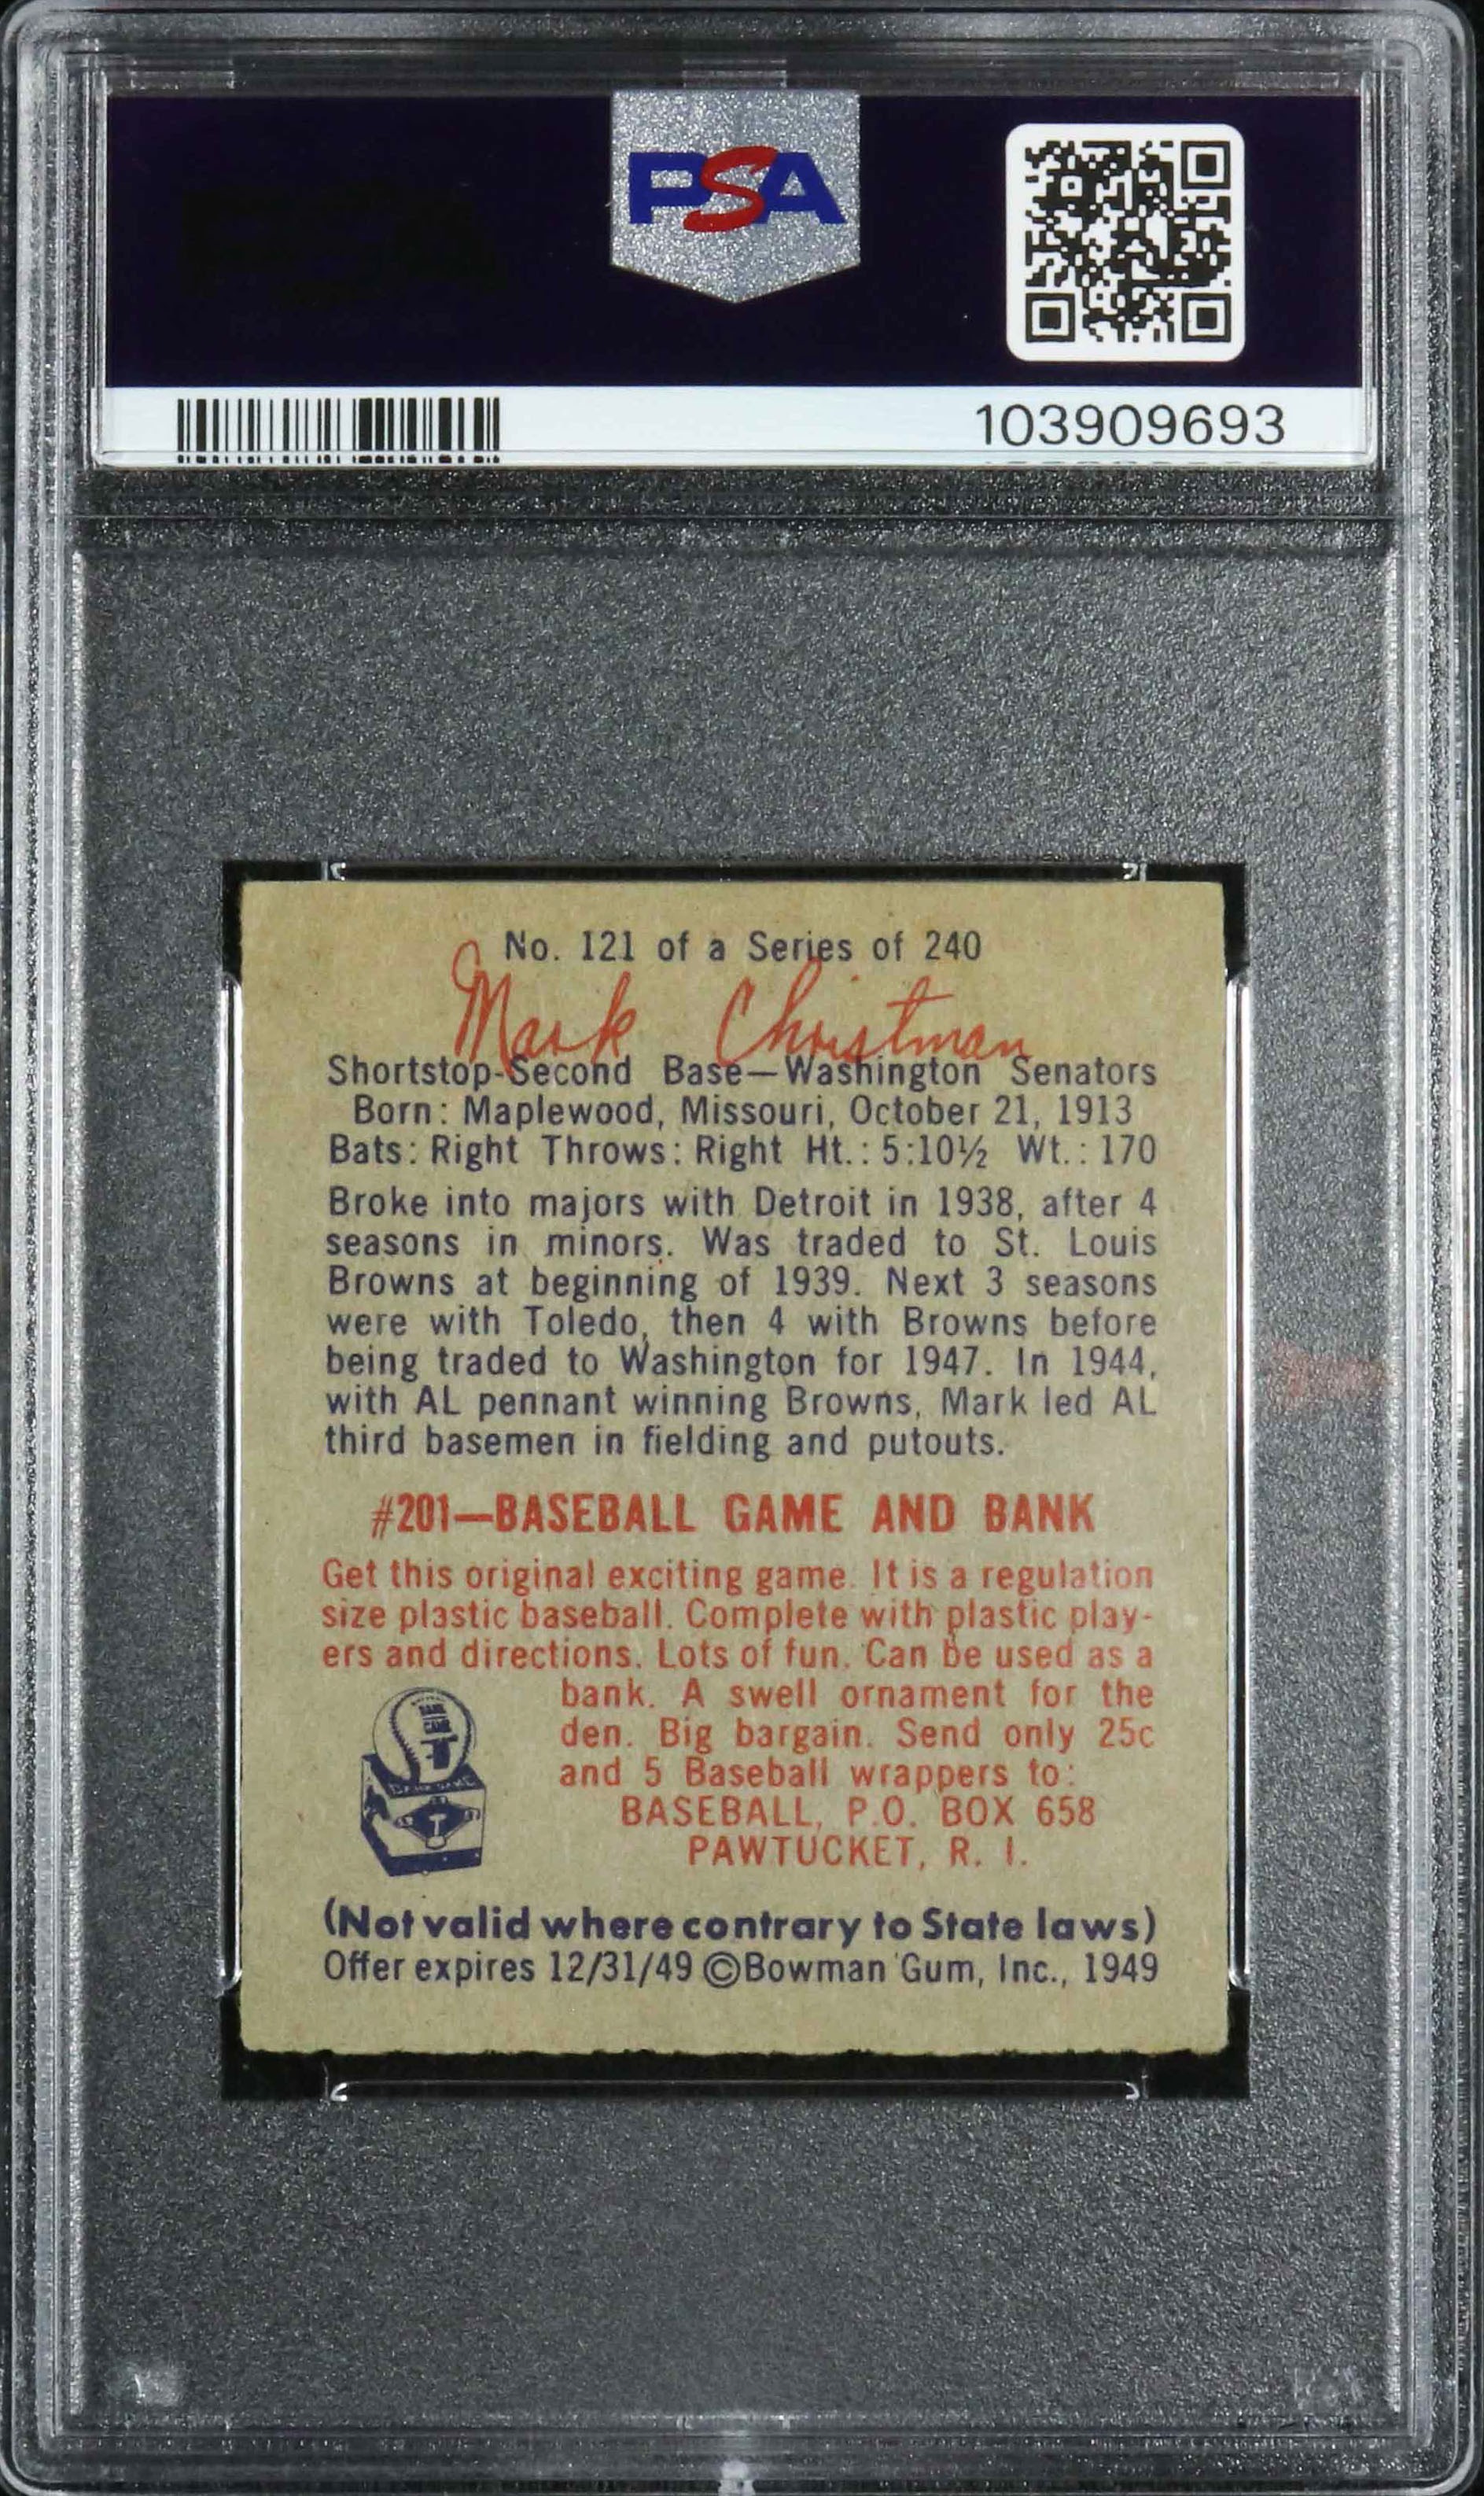 PSA
103909693
No. 121 of a Series of 240
Mark Christman
Shortstop-Second Base—Washington Senators
Born: Maplewood, Missouri, October 21, 1913
Bats: Right Throws: Right Ht.: 5:10½ Wt.: 170
Broke into majors with Detroit in 1938, after 4
seasons in minors. Was traded to St. Louis
Browns at beginning of 1939. Next 3 seasons
were with Toledo, then 4 with Browns before
being traded to Washington for 1947. In 1944,
with AL pennant winning Browns, Mark led AL
third basemen in fielding and putouts.
#201—BASEBALL GAME AND BANK
Get this original exciting game. It is a regulation
size plastic baseball. Complete with plastic play-
ers and directions. Lots of fun. Can be used as a
bank. A swell ornament for the
den. Big bargain. Send only 25c
and 5 Baseball wrappers to:
BASEBALL, P.O. BOX 658
PAWTUCKET, R. I.
(Not valid where contrary to State laws)
Offer expires 12/31/49 ©Bowman Gum, Inc., 1949